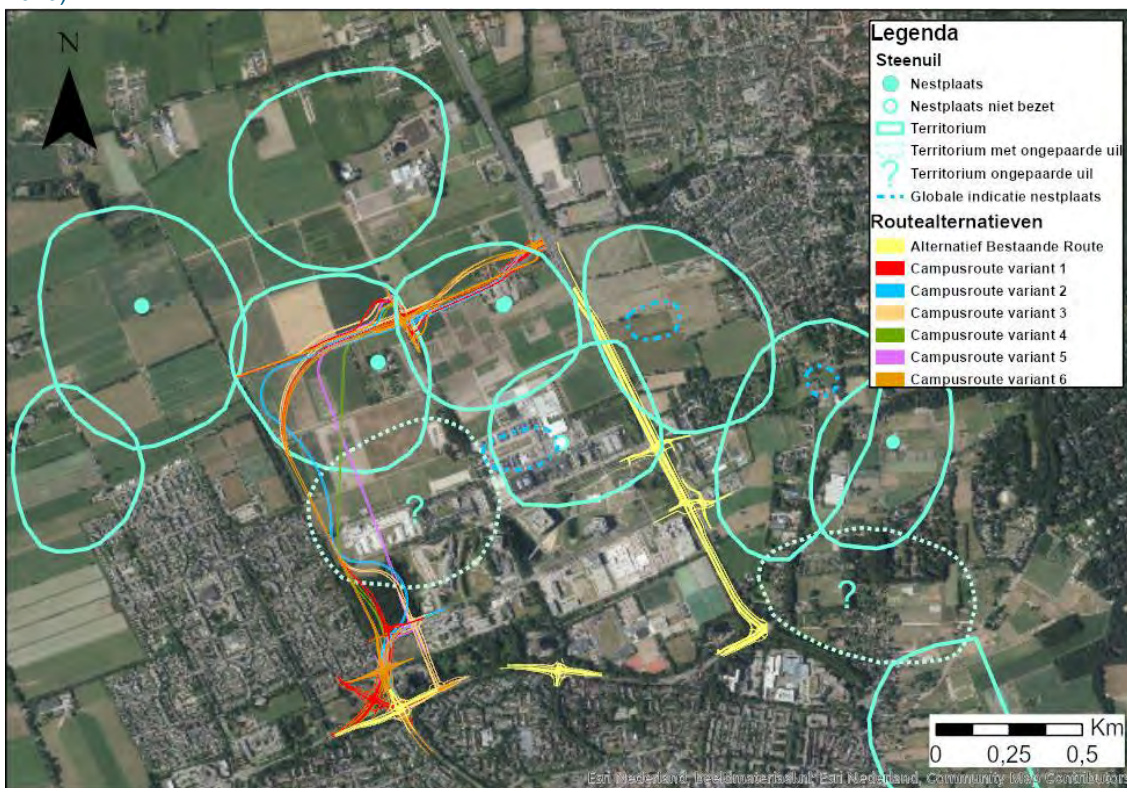 N
Legenda
Steenuil
Nestplaats
Nestplaats niet bezet
Territorium
Territorium met ongepaarde uil
? Territorium ongepaarde uil
Globale indicatie nestplaats
Routealternatieven
Alternatief Bestaande Route
Campusroute variant 1
Campusroute variant 2
Campusroute variant 3
Campusroute variant 4
Campusroute variant 5
Campusroute variant 6
?
?
Km
0 0,25 0,5
Esri Nederland, beeldmateriaal.nl, Esri Nederland, Community Map Contributors